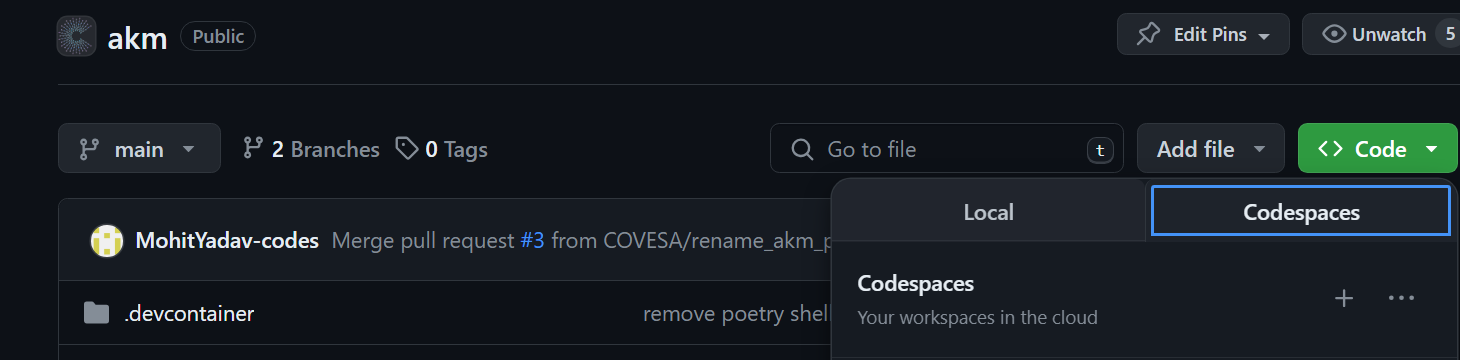 akm Public Edit Pins Unwatch 5
main 2 Branches 0 Tags Go to file t Add file Code
Local Codespaces
MohitYadav-codes Merge pull request #3 from COVESA/rename_akm_
Codespaces
.devcontainer remove poetry shell
Your workspaces in the cloud